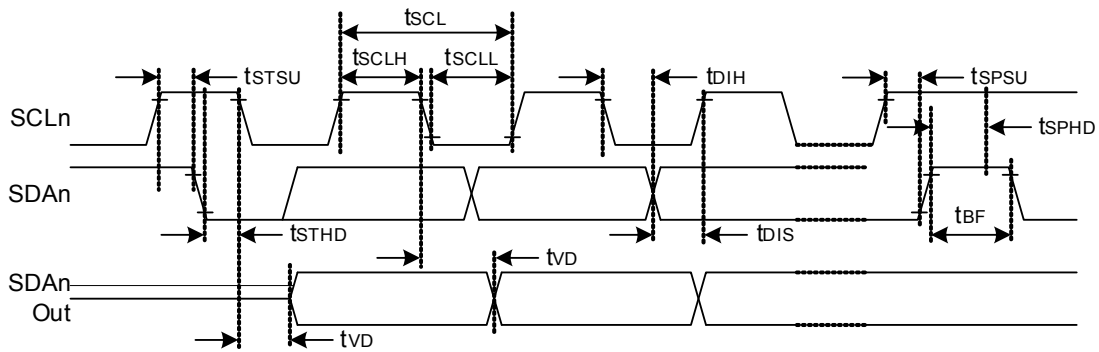 tSCL
tSTSU
tSCLH
tSCLL
tDIH
tSPSU
SCLn
tSPHD
SDAn
tBF
tSTHD
tDIS
tVD
SDAn
Out
tVD